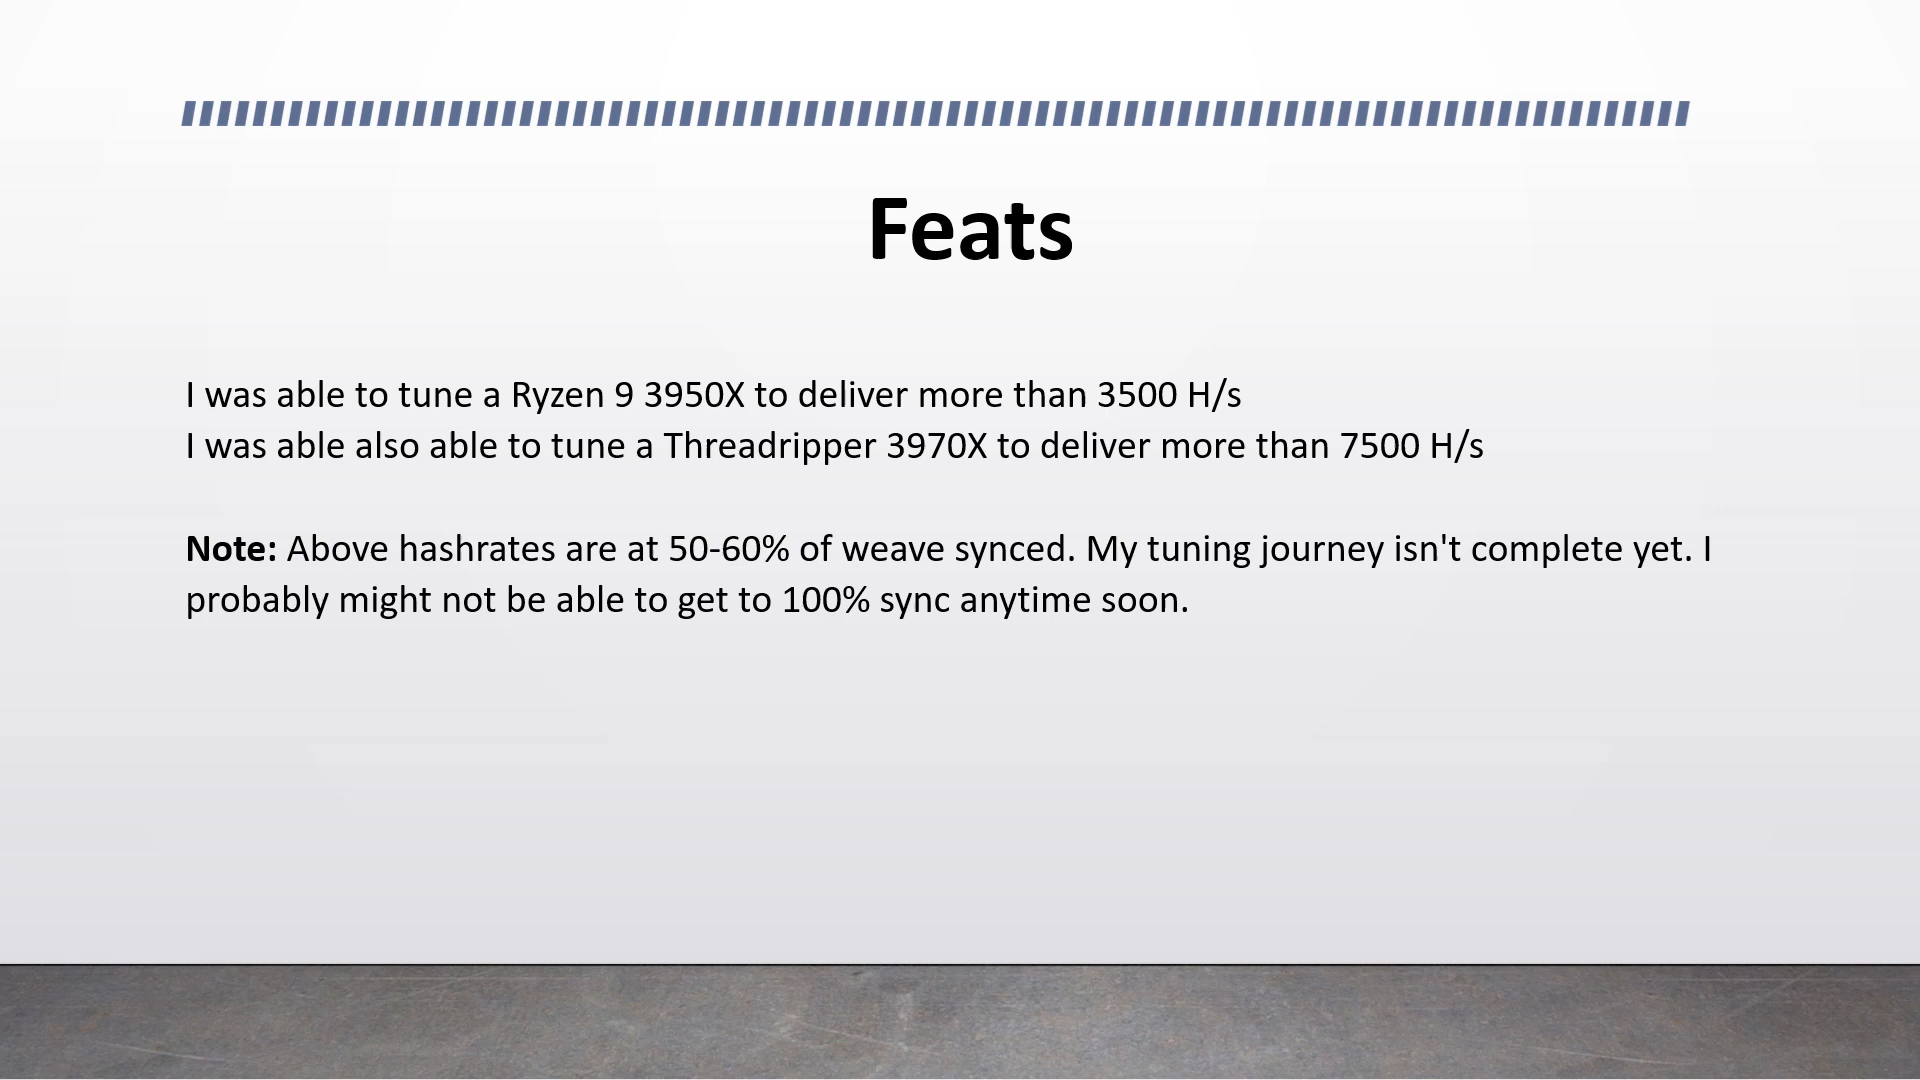 Feats
I was able to tune a Ryzen 9 3950X to deliver more than 3500 H/s
I was able also able to tune a Threadripper 3970X to deliver more than 7500 H/s
Note: Above hashrates are at 50-60% of weave synced. My tuning journey isn't complete yet. I
probably might not be able to get to 100% sync anytime soon.